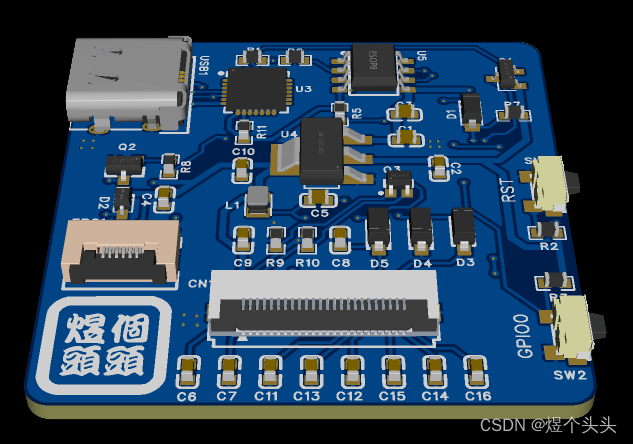 USB1
U5
U3
R5
R11
U4
D1
R7
Q2
R8
C10
C2
C3
C1
RST
D2
C4
L1
C5
R2
C9
R9
R10
C8
D5
D4
D3
CN1
GPIO0
煜個
頭頭
SW2
C6
C7
C11
C13
C12
C15
C14
C16
CSDN @煜个头头